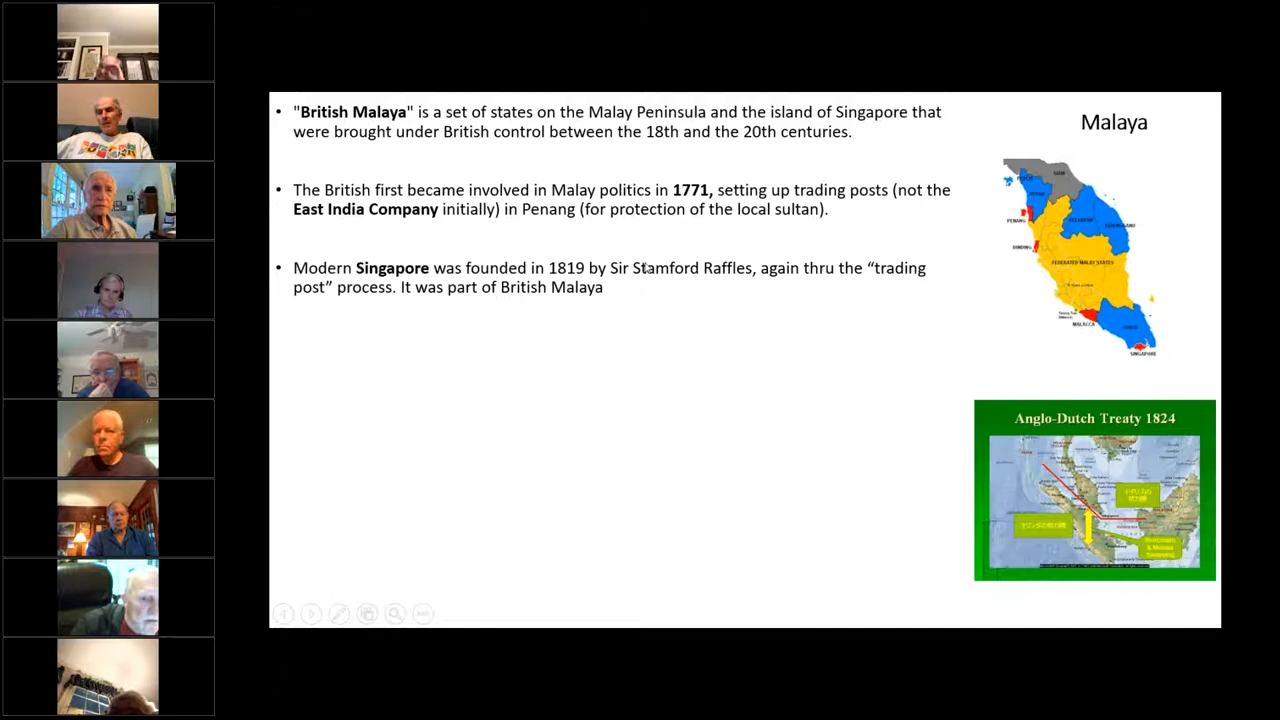 • "British Malaya" is a set of states on the Malay Peninsula and the island of Singapore that
were brought under British control between the 18th and the 20th centuries.
• The British first became involved in Malay politics in 1771, setting up trading posts (not the
East India Company initially) in Penang (for protection of the local sultan).
• Modern Singapore was founded in 1819 by Sir Stamford Raffles, again thru the “trading
post” process. It was part of British Malaya
Malaya
SIAM
PENANG
DINDING
FEDERATED MALAY STATES
MALACCA
SINGAPORE
Anglo-Dutch Treaty 1824